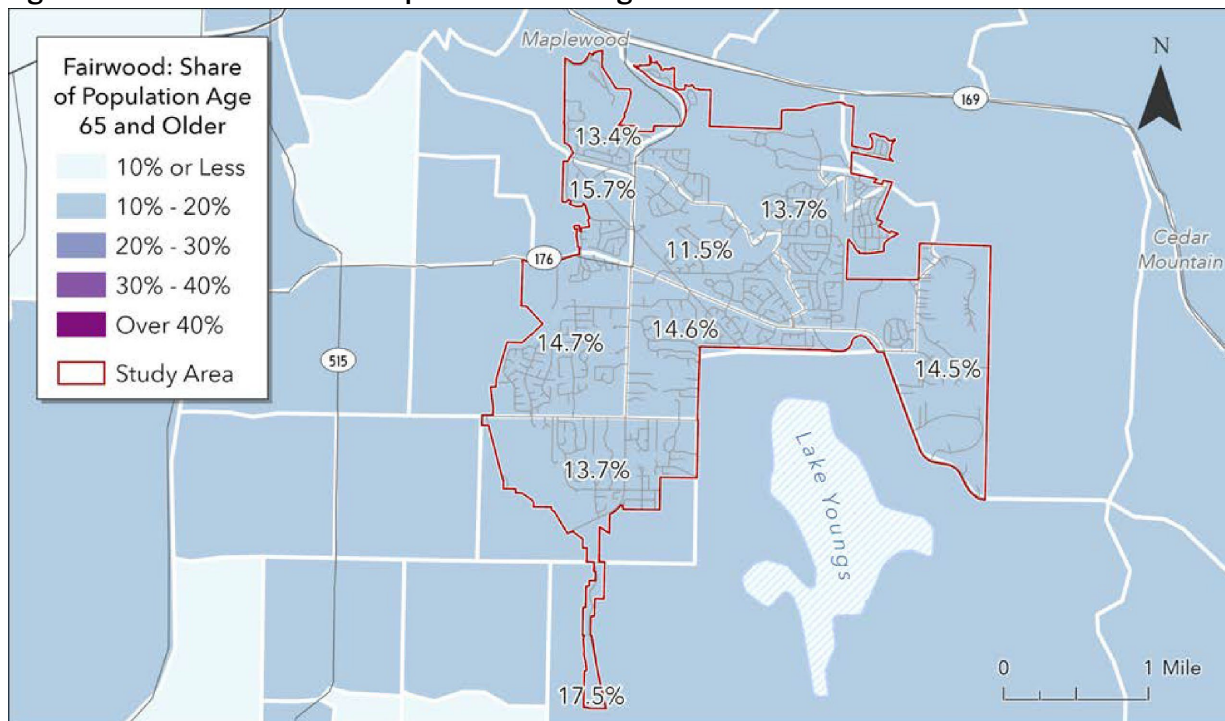 Fairwood: Share
of Population Age
65 and Older
10% or Less
10% - 20%
20% - 30%
30% - 40%
Over 40%
Study Area
Maplewood
N
169
13.4%
15.7%
13.7%
11.5%
176
Cedar
Mountain
14.7%
14.6%
515
14.5%
13.7%
Lake Youngs
0 1 Mile
17.5%